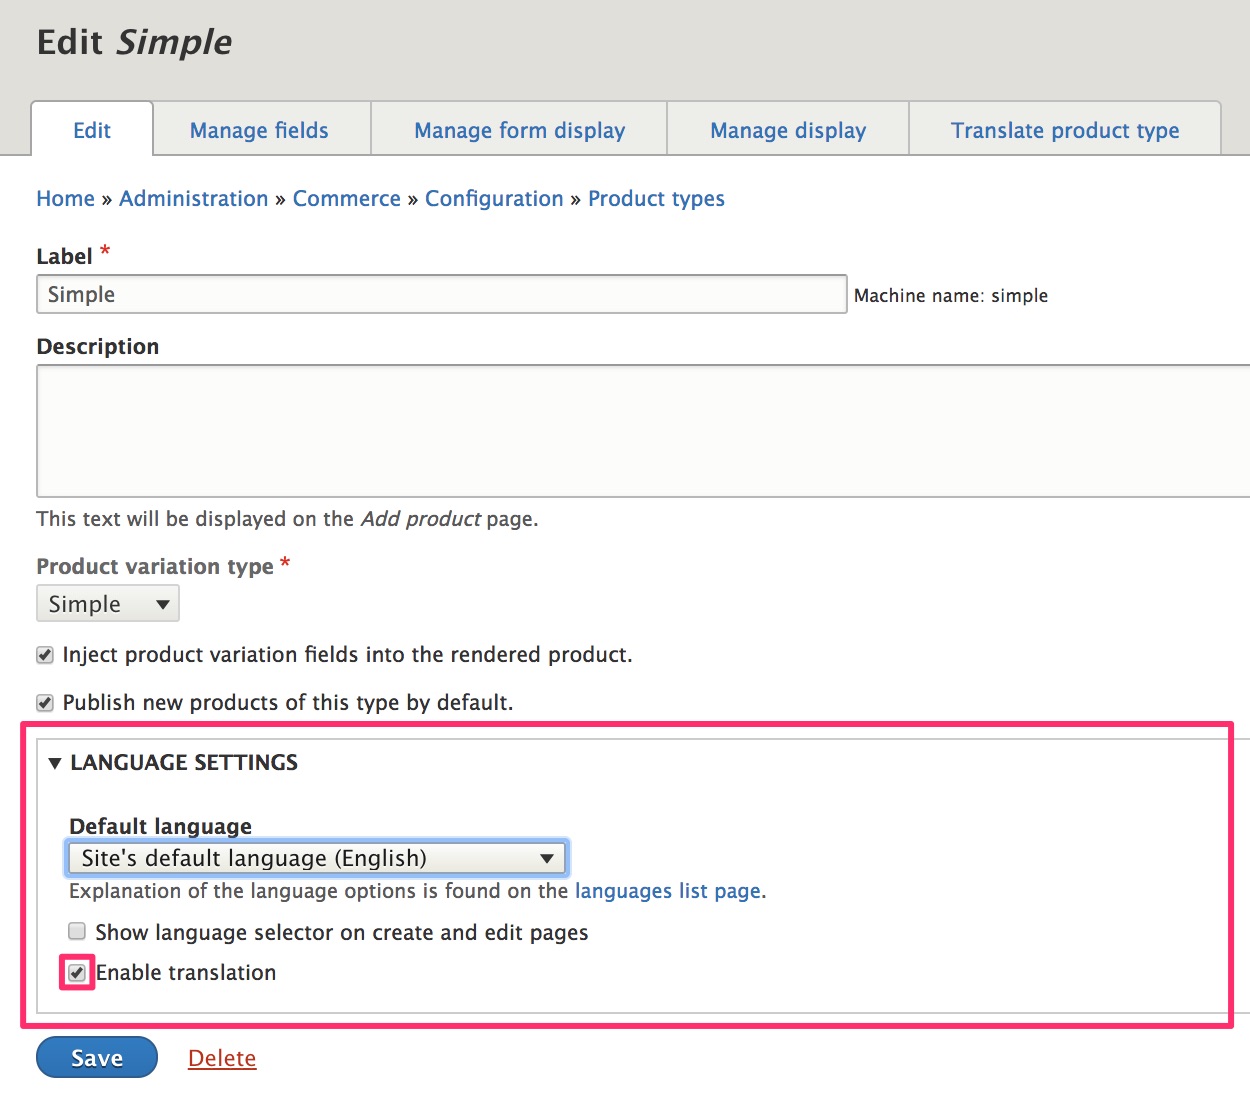 Edit Simple
Edit
Manage fields
Manage form display
Manage display
Translate product type
Home » Administration » Commerce » Configuration » Product types
Label *
Simple
Machine name: simple
Description
This text will be displayed on the Add product page.
Product variation type *
Simple
Inject product variation fields into the rendered product.
Publish new products of this type by default.
LANGUAGE SETTINGS
Default language
Site's default language (English)
Explanation of the language options is found on the languages list page.
Show language selector on create and edit pages
Enable translation
Save
Delete